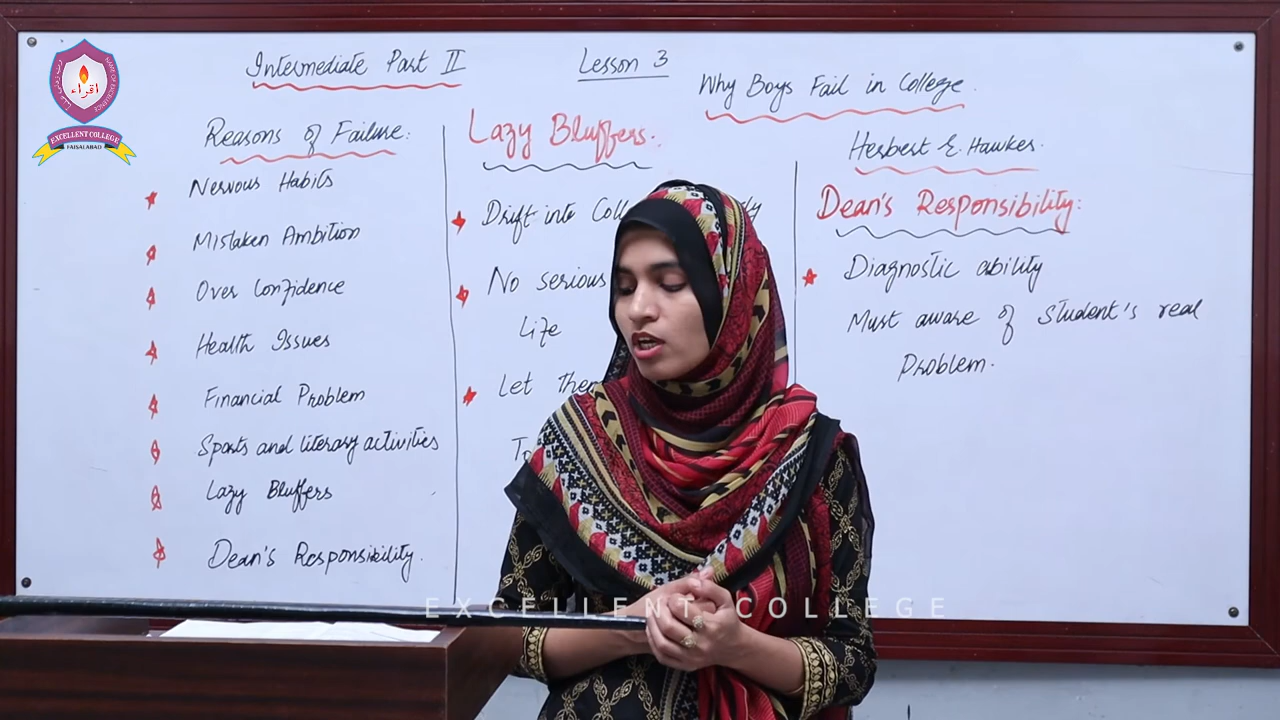 Intermediate Part II
Lesson 3
Why Boys Fail in College.
Herbert E. Hawkes.
Reasons of Failure:
Nervous Habits
Mistaken Ambition
Over Confidence
Health Issues
Financial Problem
Sports and literary activities
Lazy Bluffers
Dean's Responsibility.
Lazy Bluffers.
Drift into
No serious
Life
Let
Dean's Responsibility:
Diagnostic ability
Must aware of student's real
Problem.
اقراء
EXCELLENT COLLEGE
FAISALABAD
EXCELLENT COLLEGE